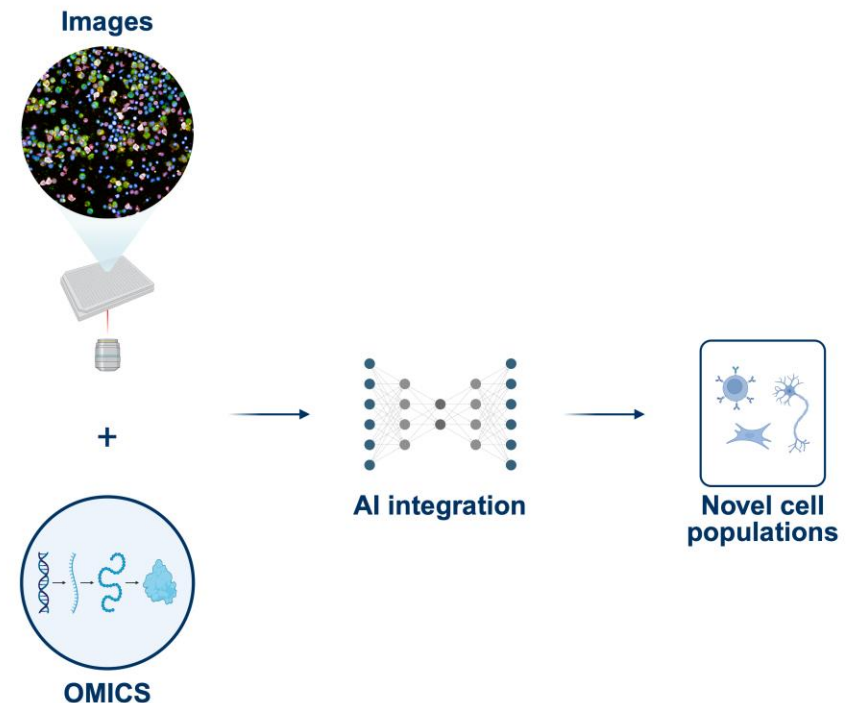 Images
+
OMICS
AI integration
Novel cell
populations